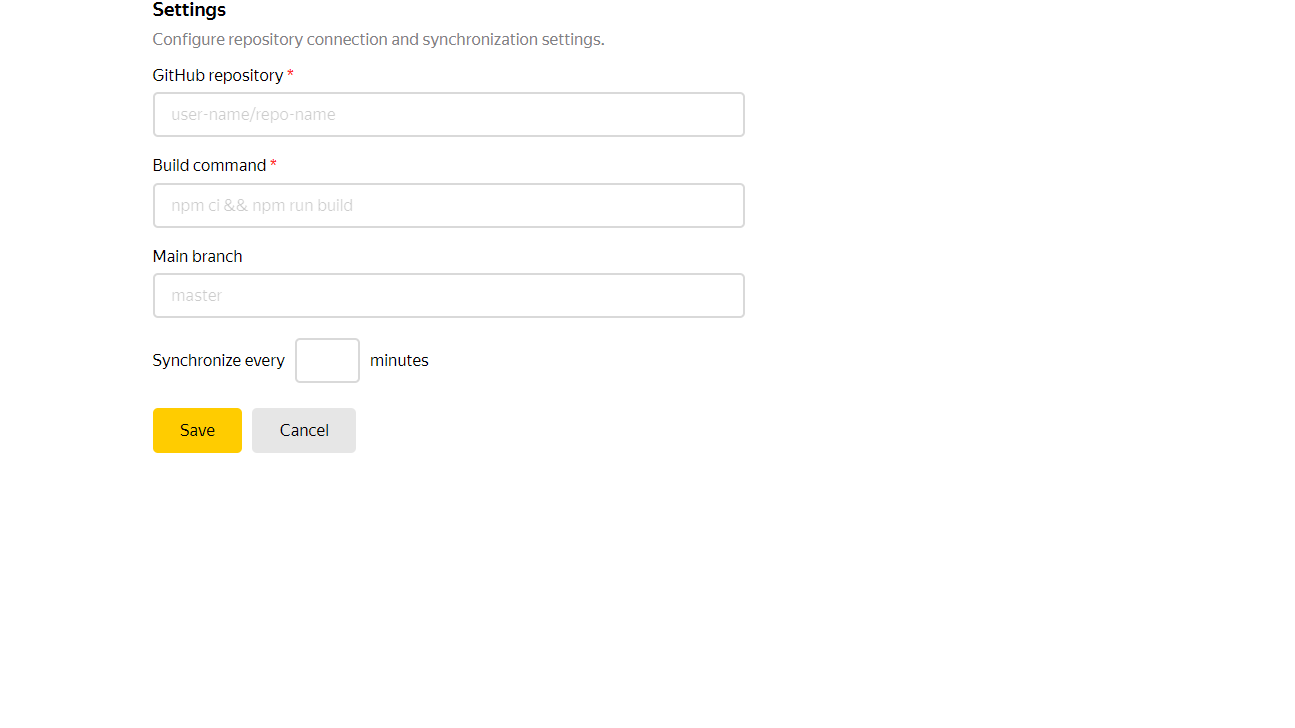 Settings
Configure repository connection and synchronization settings.
GitHub repository *
user-name/repo-name
Build command *
npm ci && npm run build
Main branch
master
Synchronize every minutes
Save Cancel